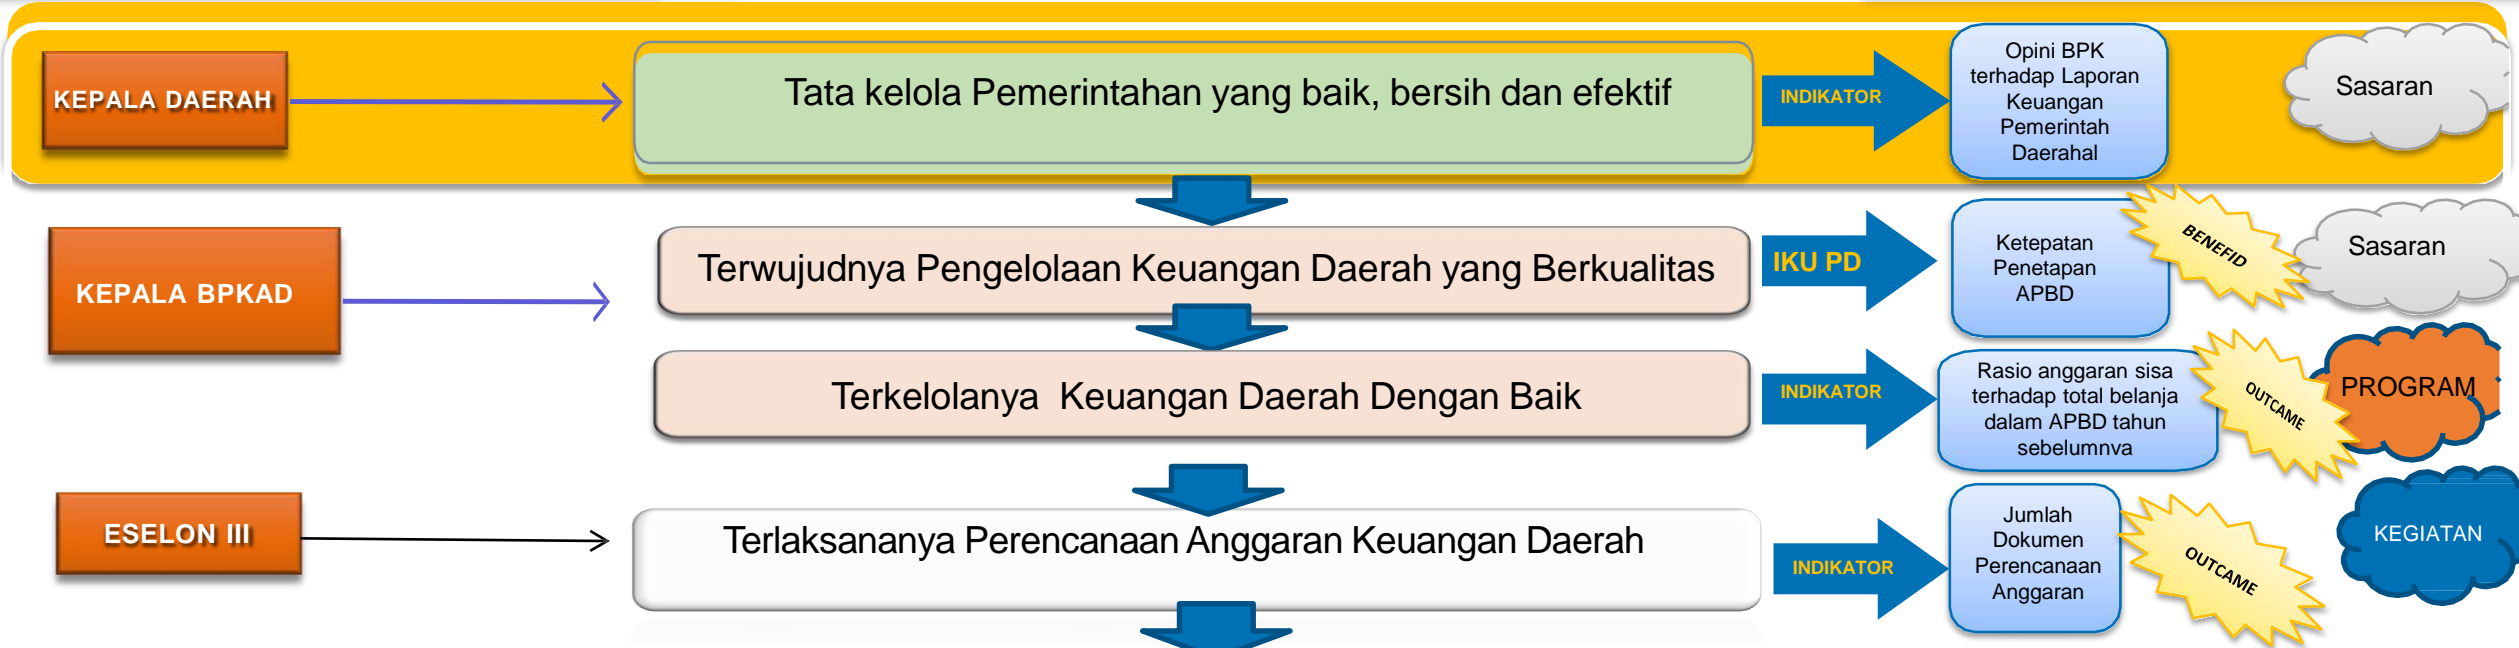 KEPALA DAERAH
Tata kelola Pemerintahan yang baik, bersih dan efektif
INDIKATOR
Opini BPK
terhadap Laporan
Keuangan
Pemerintah
Daerahal
Sasaran
KEPALA BPKAD
Terwujudnya Pengelolaan Keuangan Daerah yang Berkualitas
IKU PD
Ketepatan
Penetapan
APBD
BENEFID
Sasaran
Terkelolanya Keuangan Daerah Dengan Baik
INDIKATOR
Rasio anggaran sisa
terhadap total belanja
dalam APBD tahun
sebelumnva
OUTCAME
PROGRAM
ESELON III
Terlaksananya Perencanaan Anggaran Keuangan Daerah
INDIKATOR
Jumlah
Dokumen
Perencanaan
Anggaran
OUTCAME
KEGIATAN